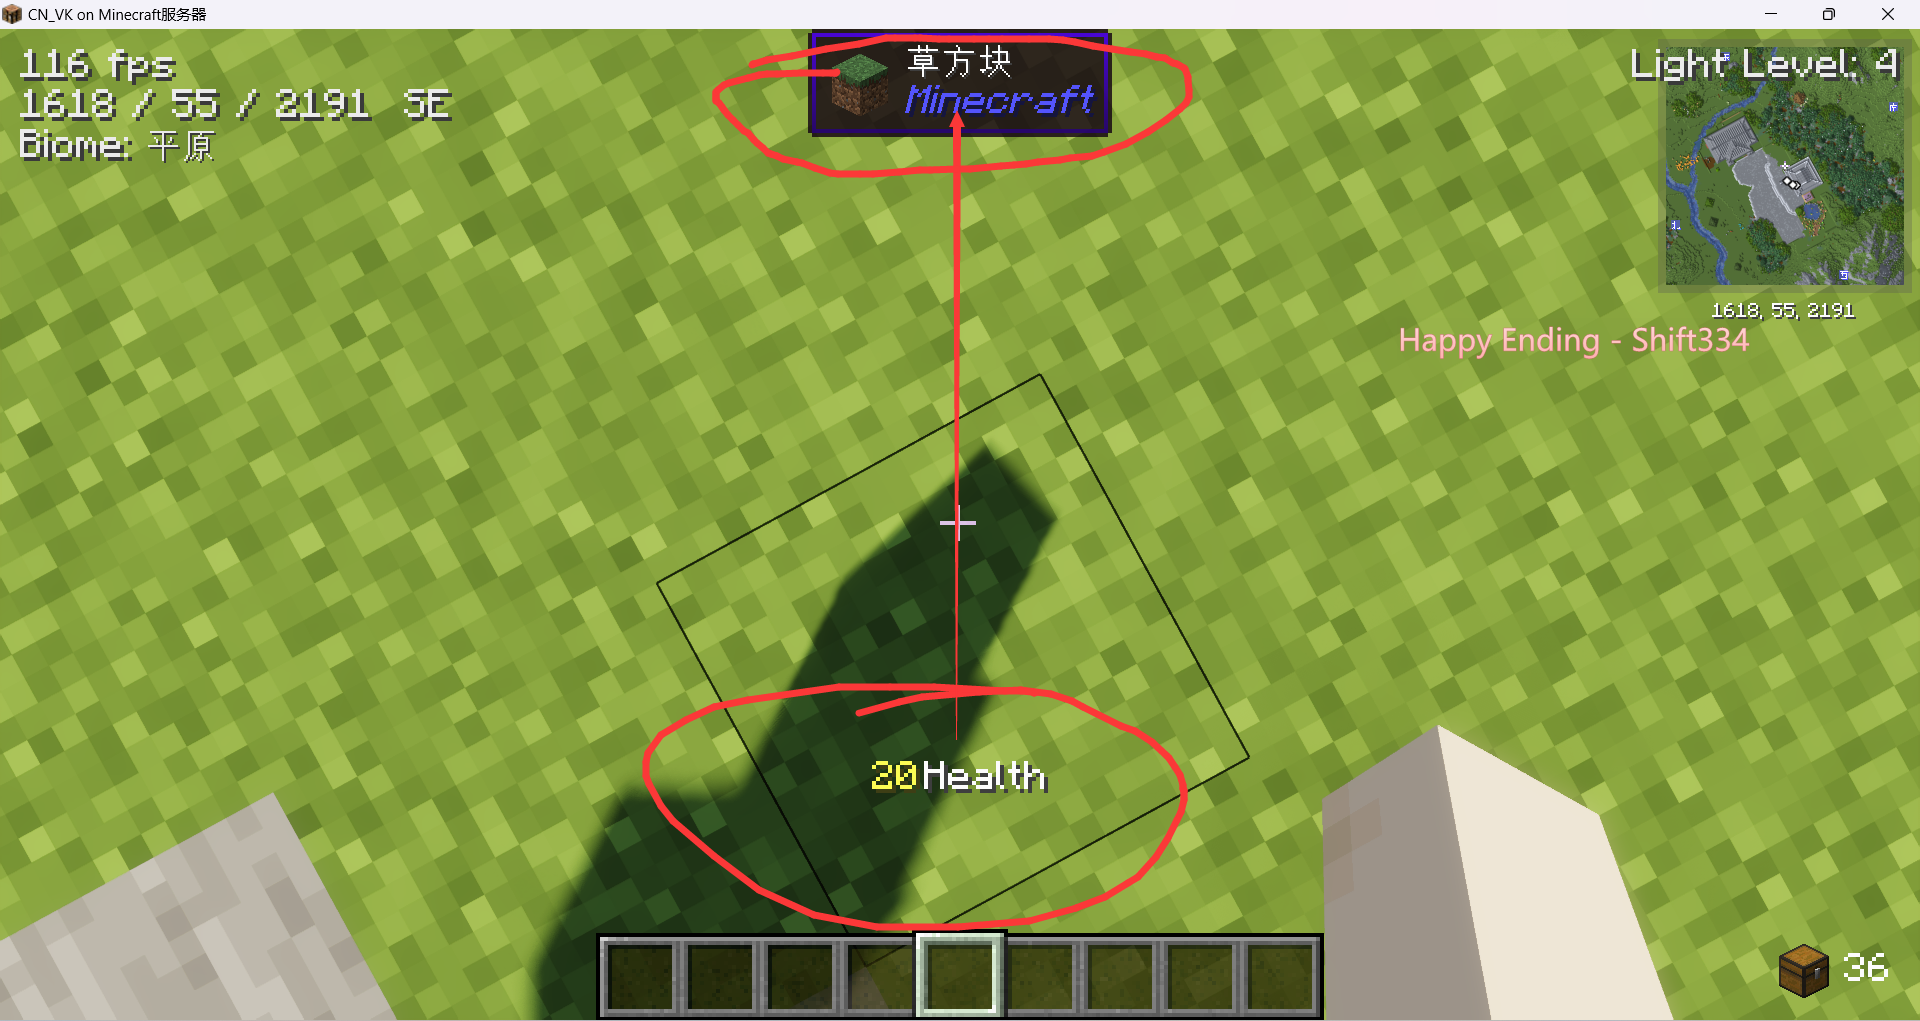 CN_VK on Minecraft服务器
116 fps
1618 / 55 / 2191 SE
Biome: 平原
草方块
Minecraft
Light Level: 4
1618, 55, 2191
Happy Ending - Shift334
20 Health
36